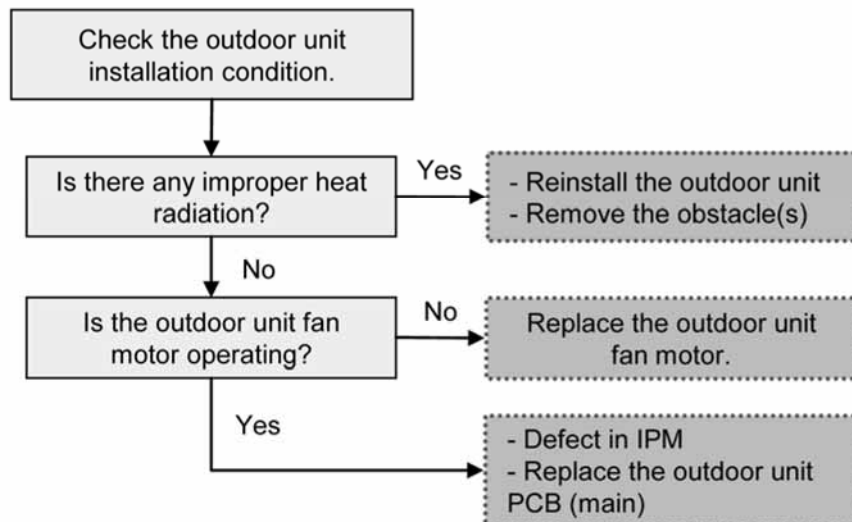 Check the outdoor unit
installation condition.
Is there any improper heat
radiation?
Yes
- Reinstall the outdoor unit
- Remove the obstacle(s)
No
Is the outdoor unit fan
motor operating?
No
Replace the outdoor unit
fan motor.
Yes
- Defect in IPM
- Replace the outdoor unit
PCB (main)